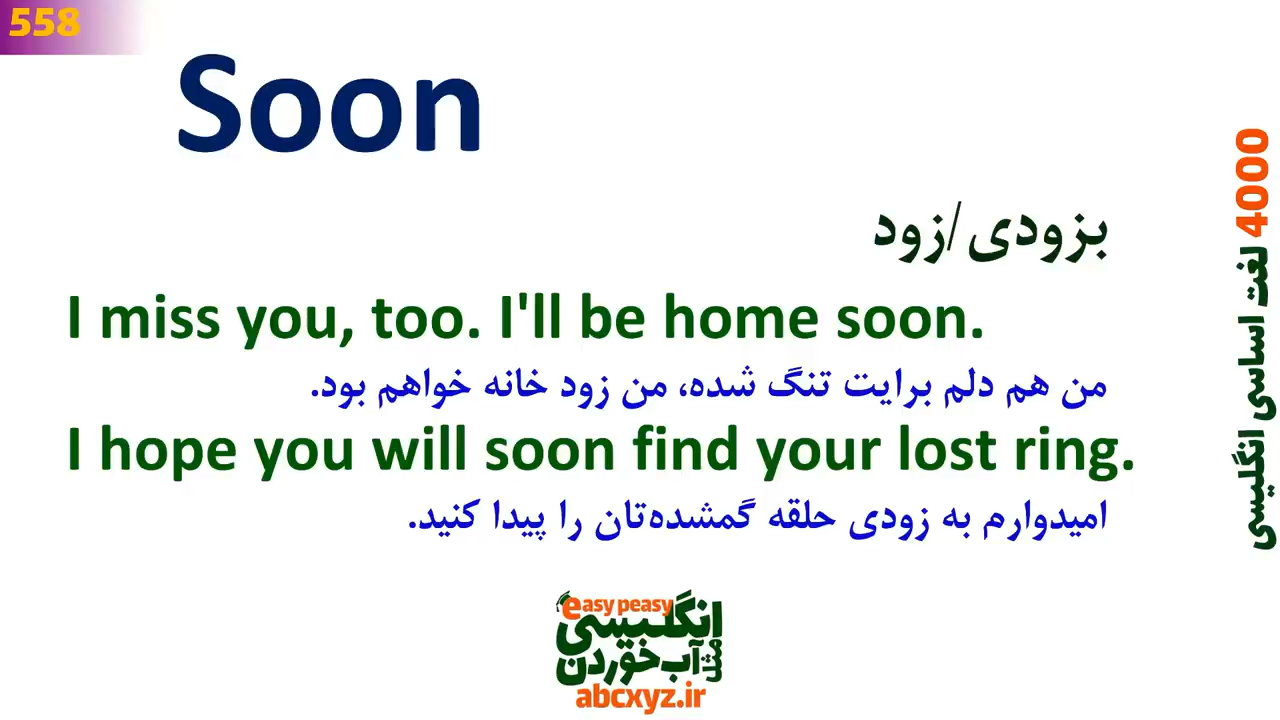 558
Soon
بزودی/زود
I miss you, too. I'll be home soon.
من هم دلم برایت تنگ شده، من زود خانه خواهم بود.
I hope you will soon find your lost ring.
امیدوارم به زودی حلقه گمشده‌تان را پیدا کنید.
4000 لغت اساسی انگلیسی
easy peasy
انگلیسی
مثل آب خوردن
abcxyz.ir